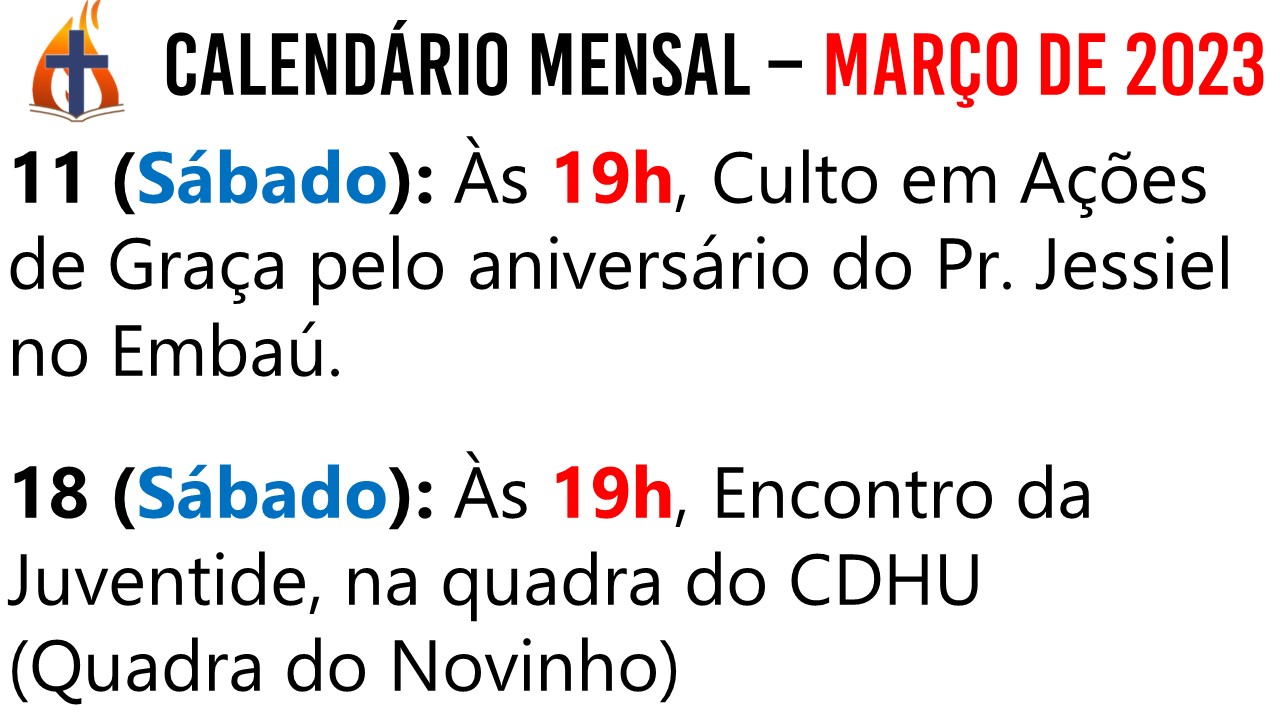 CALENDÁRIO MENSAL – MARÇO DE 2023
11 (Sábado): Às 19h, Culto em Ações
de Graça pelo aniversário do Pr. Jessiel
no Embaú.
18 (Sábado): Às 19h, Encontro da
Juventide, na quadra do CDHU
(Quadra do Novinho)